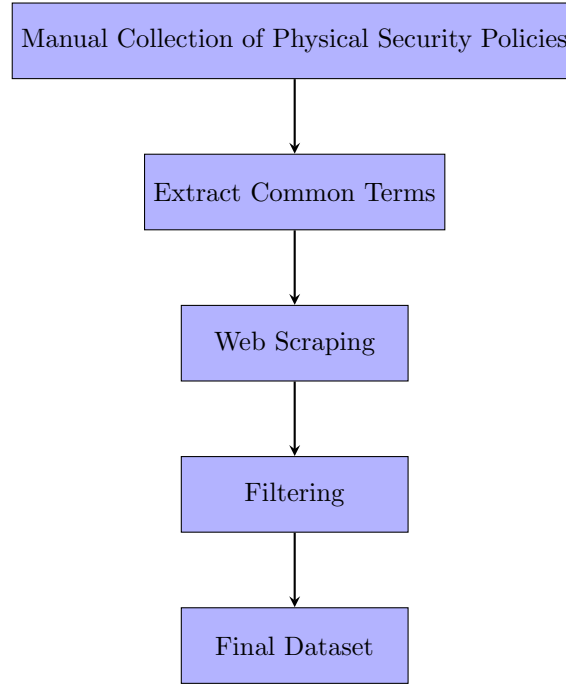 Manual Collection of Physical Security Policies
Extract Common Terms
Web Scraping
Filtering
Final Dataset